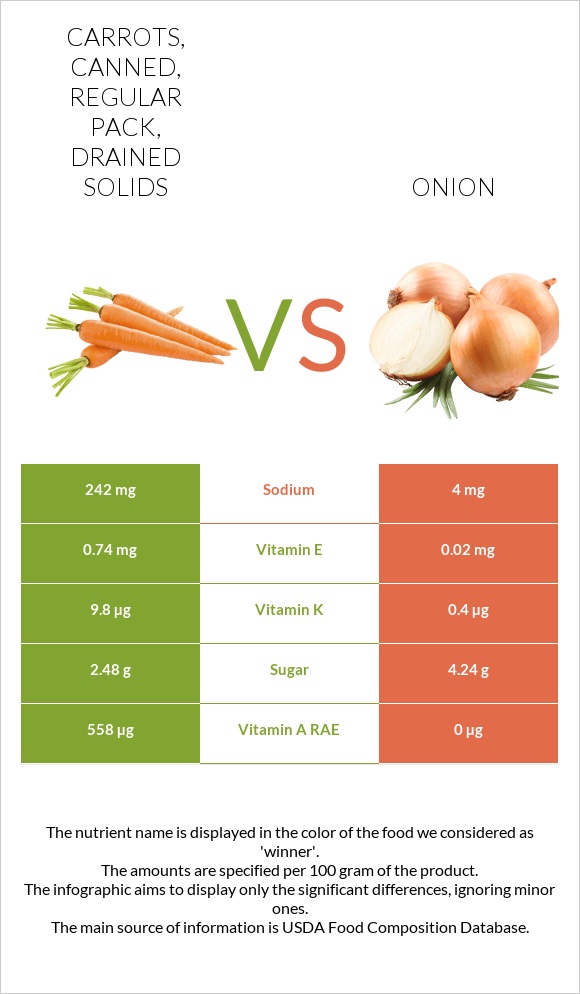 CARROTS,
CANNED,
REGULAR
PACK,
DRAINED
SOLIDS
ONION
VS
242 mg Sodium 4 mg
0.74 mg Vitamin E 0.02 mg
9.8 µg Vitamin K 0.4 µg
2.48 g Sugar 4.24 g
558 µg Vitamin A RAE 0 µg
The nutrient name is displayed in the color of the food we considered as
'winner'.
The amounts are specified per 100 gram of the product.
The infographic aims to display only the significant differences, ignoring minor
ones.
The main source of information is USDA Food Composition Database.